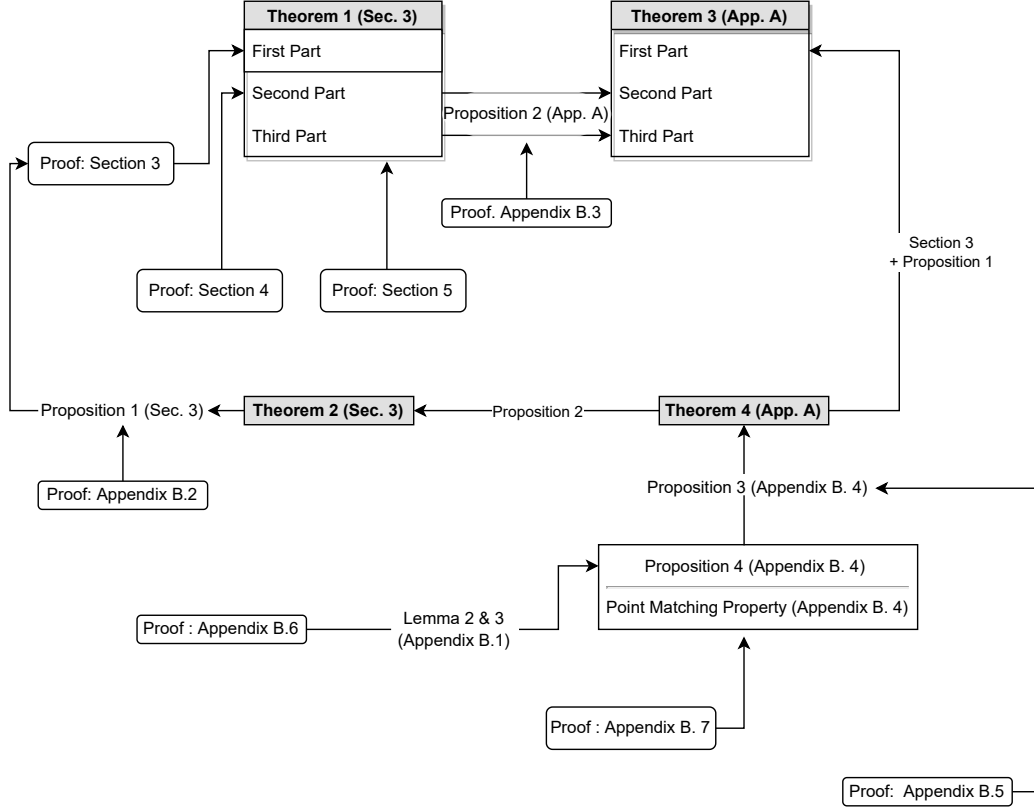 Theorem 1 (Sec. 3)
Theorem 3 (App. A)
First Part
First Part
Second Part
Second Part
Proposition 2 (App. A)
Third Part
Third Part
Proof: Section 3
Proof. Appendix B.3
Section 3
+ Proposition 1
Proof: Section 4
Proof: Section 5
Proposition 1 (Sec. 3)
Theorem 2 (Sec. 3)
Proposition 2
Theorem 4 (App. A)
Proof: Appendix B.2
Proposition 3 (Appendix B. 4)
Proposition 4 (Appendix B. 4)
Point Matching Property (Appendix B. 4)
Lemma 2 & 3
(Appendix B.1)
Proof : Appendix B.6
Proof : Appendix B. 7
Proof: Appendix B.5